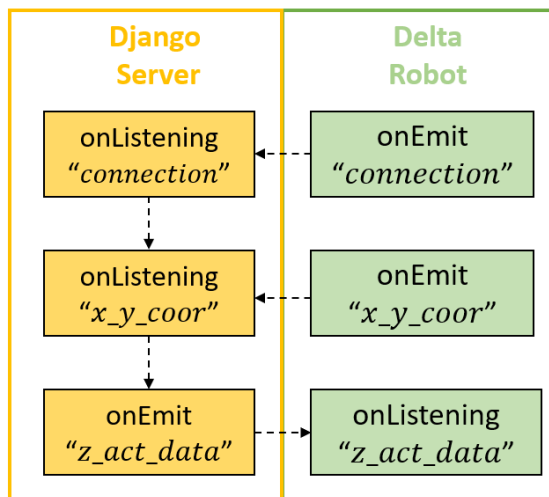 Django
Server
Delta
Robot
onListening
“connection”
onEmit
“connection”
onListening
“x_y_coor”
onEmit
“x_y_coor”
onEmit
“z_act_data”
onListening
“z_act_data”